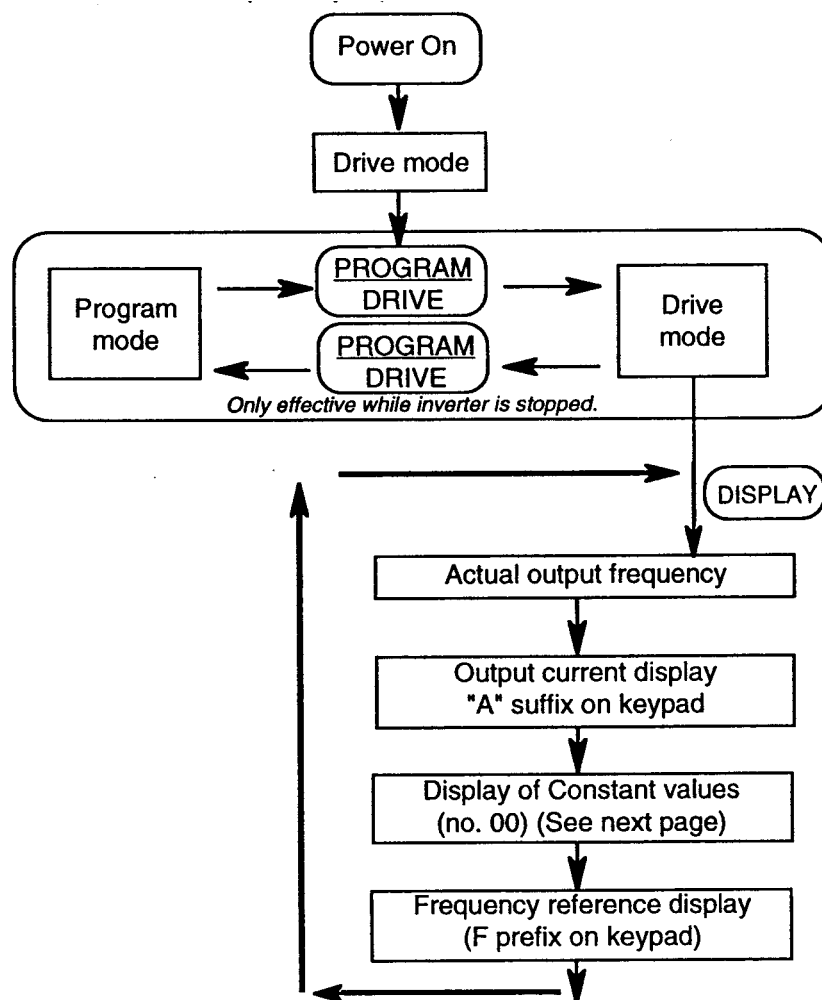 Power On
Drive mode
PROGRAM
DRIVE
Program
mode
Drive
mode
PROGRAM
DRIVE
Only effective while inverter is stopped.
DISPLAY
Actual output frequency
Output current display
"A" suffix on keypad
Display of Constant values
(no. 00) (See next page)
Frequency reference display
(F prefix on keypad)